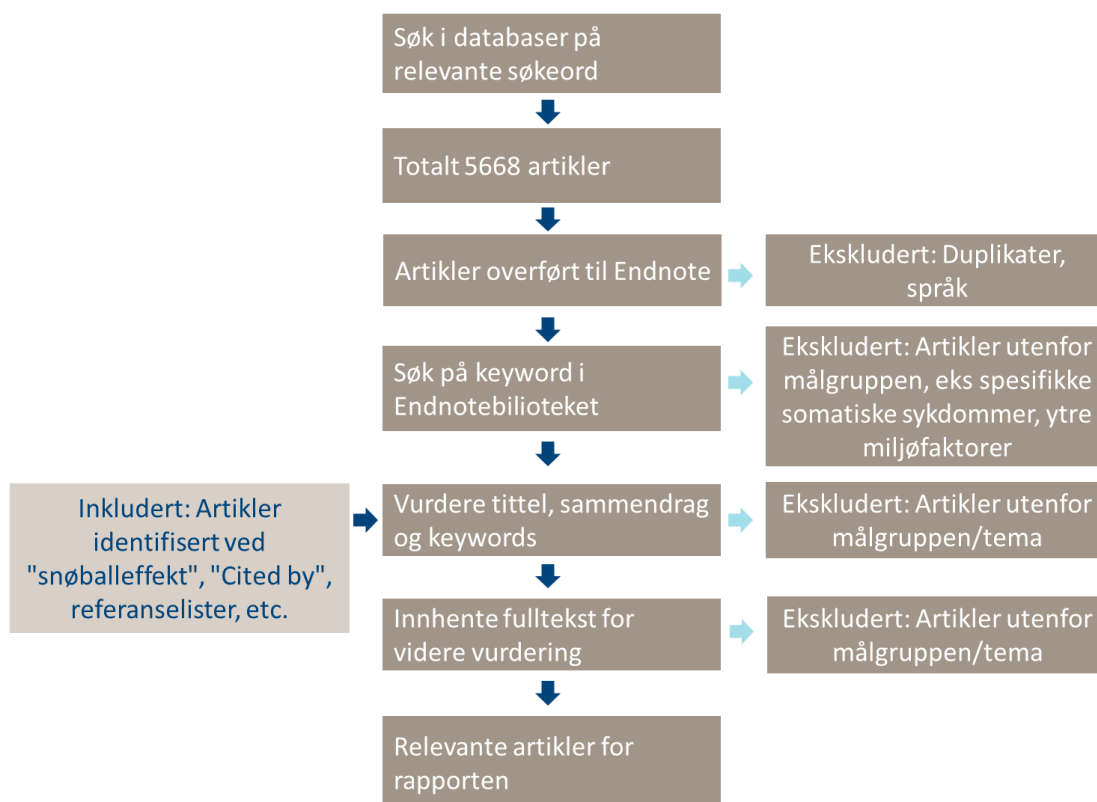 Søk i databaser på
relevante søkeord
Totalt 5668 artikler
Artikler overført til Endnote
Ekskludert: Duplikater,
språk
Søk på keyword i
Endnotebilioteket
Ekskludert: Artikler utenfor
målgruppen, eks spesifikke
somatiske sykdommer, ytre
miljøfaktorer
Inkludert: Artikler
identifisert ved
"snøballeffekt", "Cited by",
referanselister, etc.
Vurdere tittel, sammendrag
og keywords
Ekskludert: Artikler utenfor
målgruppen/tema
Innhente fulltekst for
videre vurdering
Ekskludert: Artikler utenfor
målgruppen/tema
Relevante artikler for
rapporten